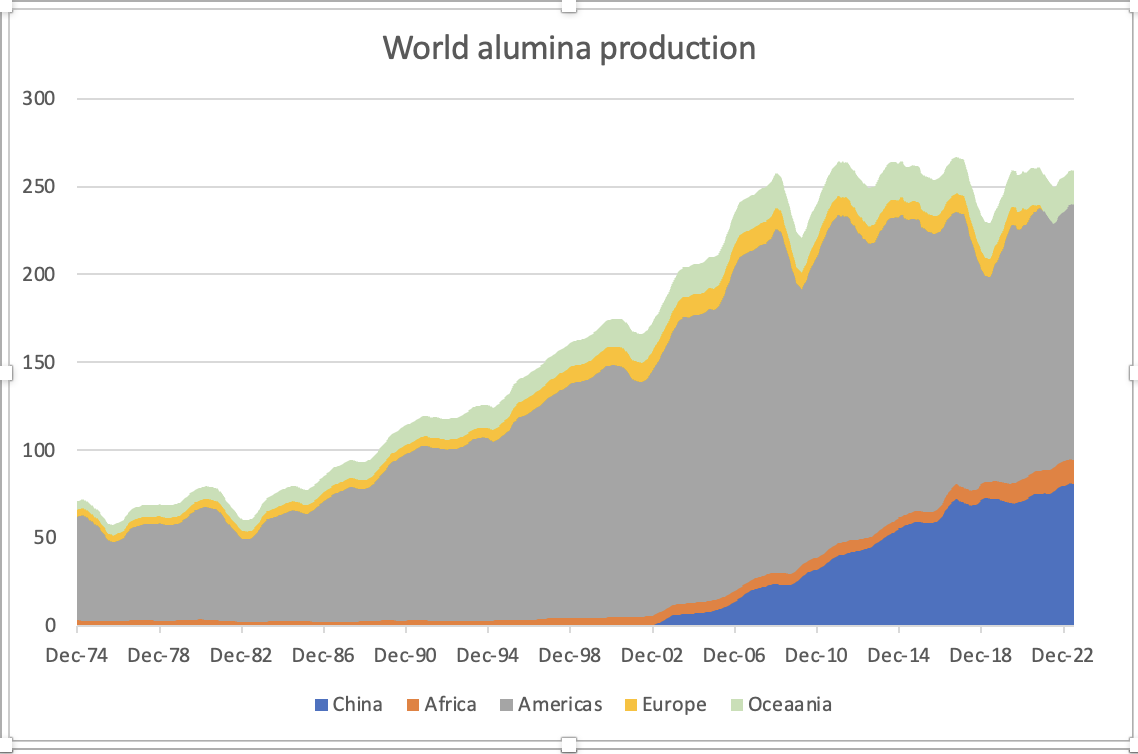 World alumina production
300
250
200
150
100
50
0
Dec-74 Dec-78 Dec-82 Dec-86 Dec-90 Dec-94 Dec-98 Dec-02 Dec-06 Dec-10 Dec-14 Dec-18 Dec-22
China Africa Americas Europe Oceaania